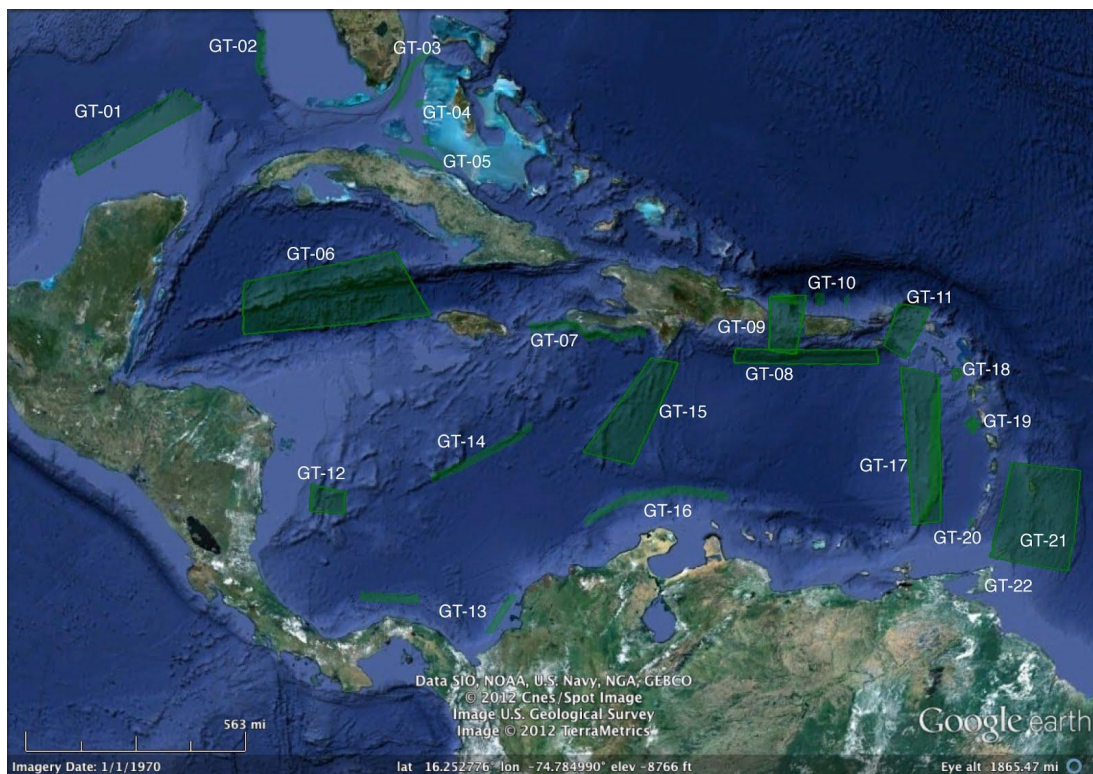 GT-02
GT-03
GT-01
GT-04
GT-05
GT-06
GT-10
GT-11
GT-07
GT-09
GT-08
GT-18
GT-15
GT-19
GT-14
GT-17
GT-12
GT-16
GT-20
GT-21
GT-22
GT-13
Data SIO, NOAA, U.S. Navy, NGA, GEBCO
© 2012 Cnes/Spot Image
Image U.S. Geological Survey
Image © 2012 TerraMetrics
Google earth
563 mi
Imagery Date: 1/1/1970
lat 16.252776° lon -74.784990° elev -8766 ft
Eye alt 1865.47 mi